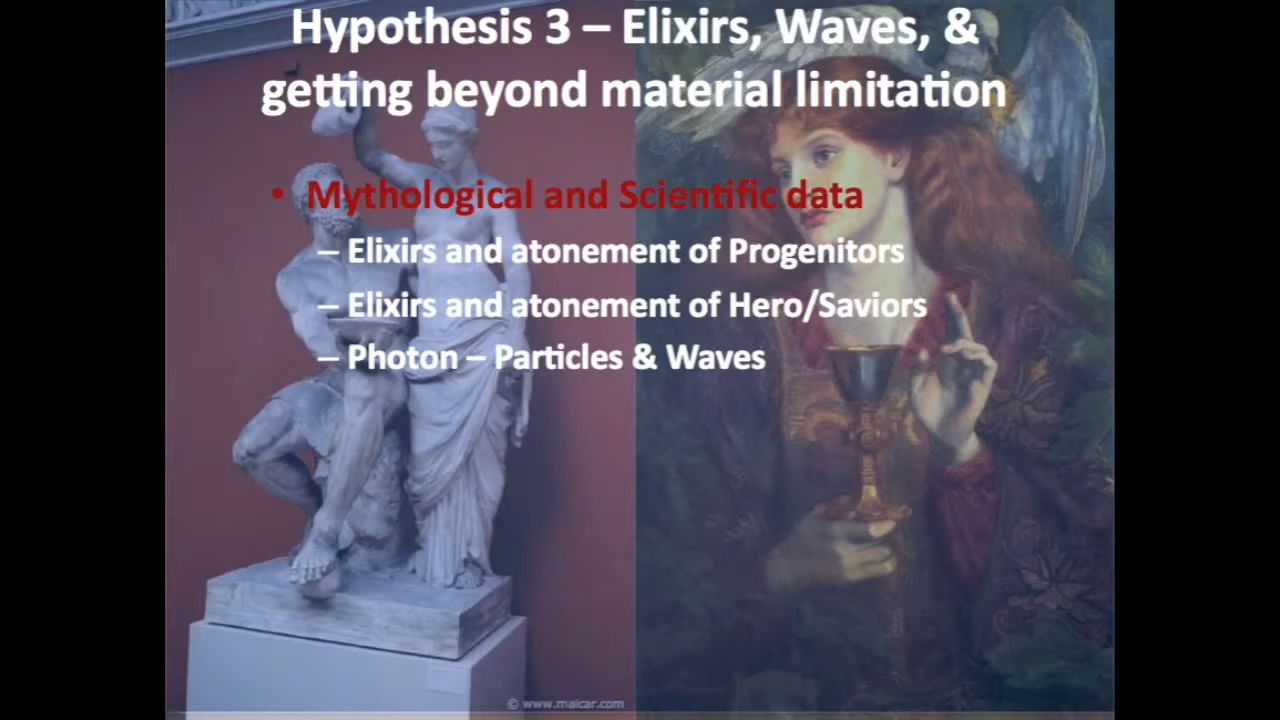 Hypothesis 3 – Elixirs, Waves, &
getting beyond material limitation
• Mythological and Scientific data
– Elixirs and atonement of Progenitors
– Elixirs and atonement of Hero/Saviors
– Photon – Particles & Waves
© www.maicar.com